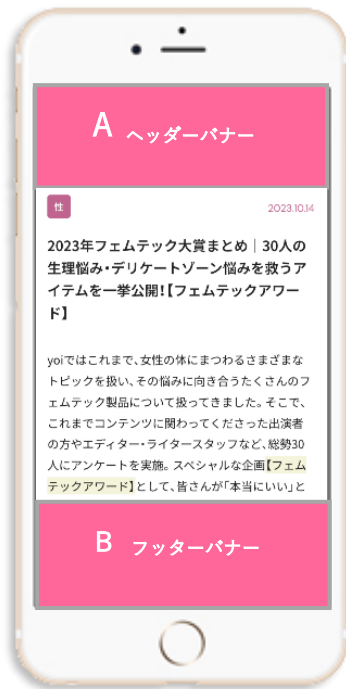 A ヘッダーバナー
性
2023.10.14
2023年フェムテック大賞まとめ｜30人の
生理悩み・デリケートゾーン悩みを救うア
イテムを一挙公開！【フェムテックアワー
ド】
yoiではこれまで、女性の体にまつわるさまざまな
トピックを扱い、その悩みに向き合うたくさんのフ
ェムテック製品について扱ってきました。そこで、
これまでコンテンツに関わってくださった出演者
の方やエディター・ライタースタッフなど、総勢30
人にアンケートを実施。スペシャルな企画【フェム
テックアワード】として、皆さんが「本当にいい」と
B フッターバナー